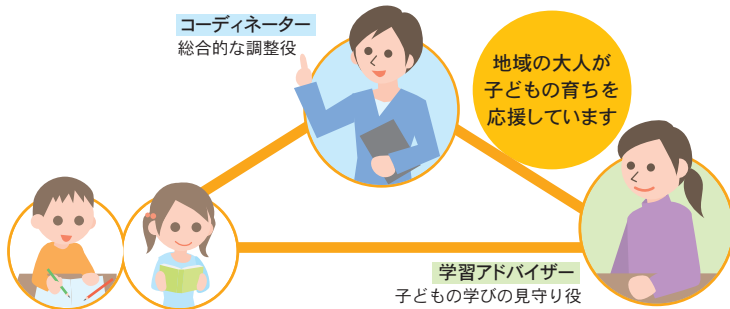 コーディネーター
総合的な調整役
地域の大人が
子どもの育ちを
応援しています
学習アドバイザー
子どもの学びの見守り役